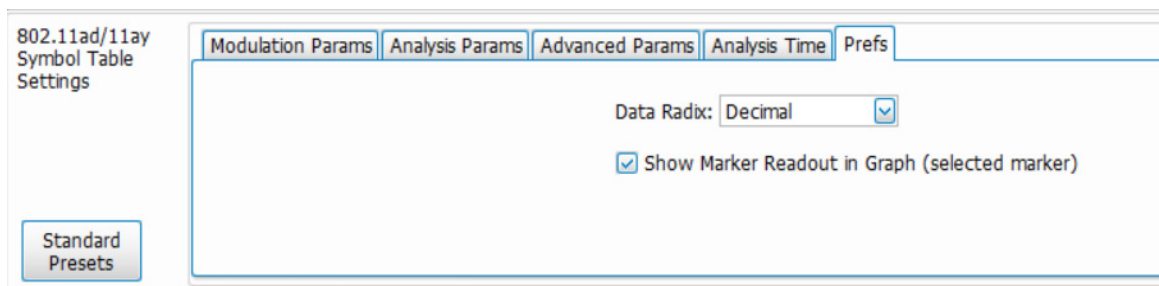 802.11ad/11ay
Symbol Table
Settings
Modulation Params Analysis Params Advanced Params Analysis Time Prefs
Data Radix: Decimal
Show Marker Readout in Graph (selected marker)
Standard
Presets